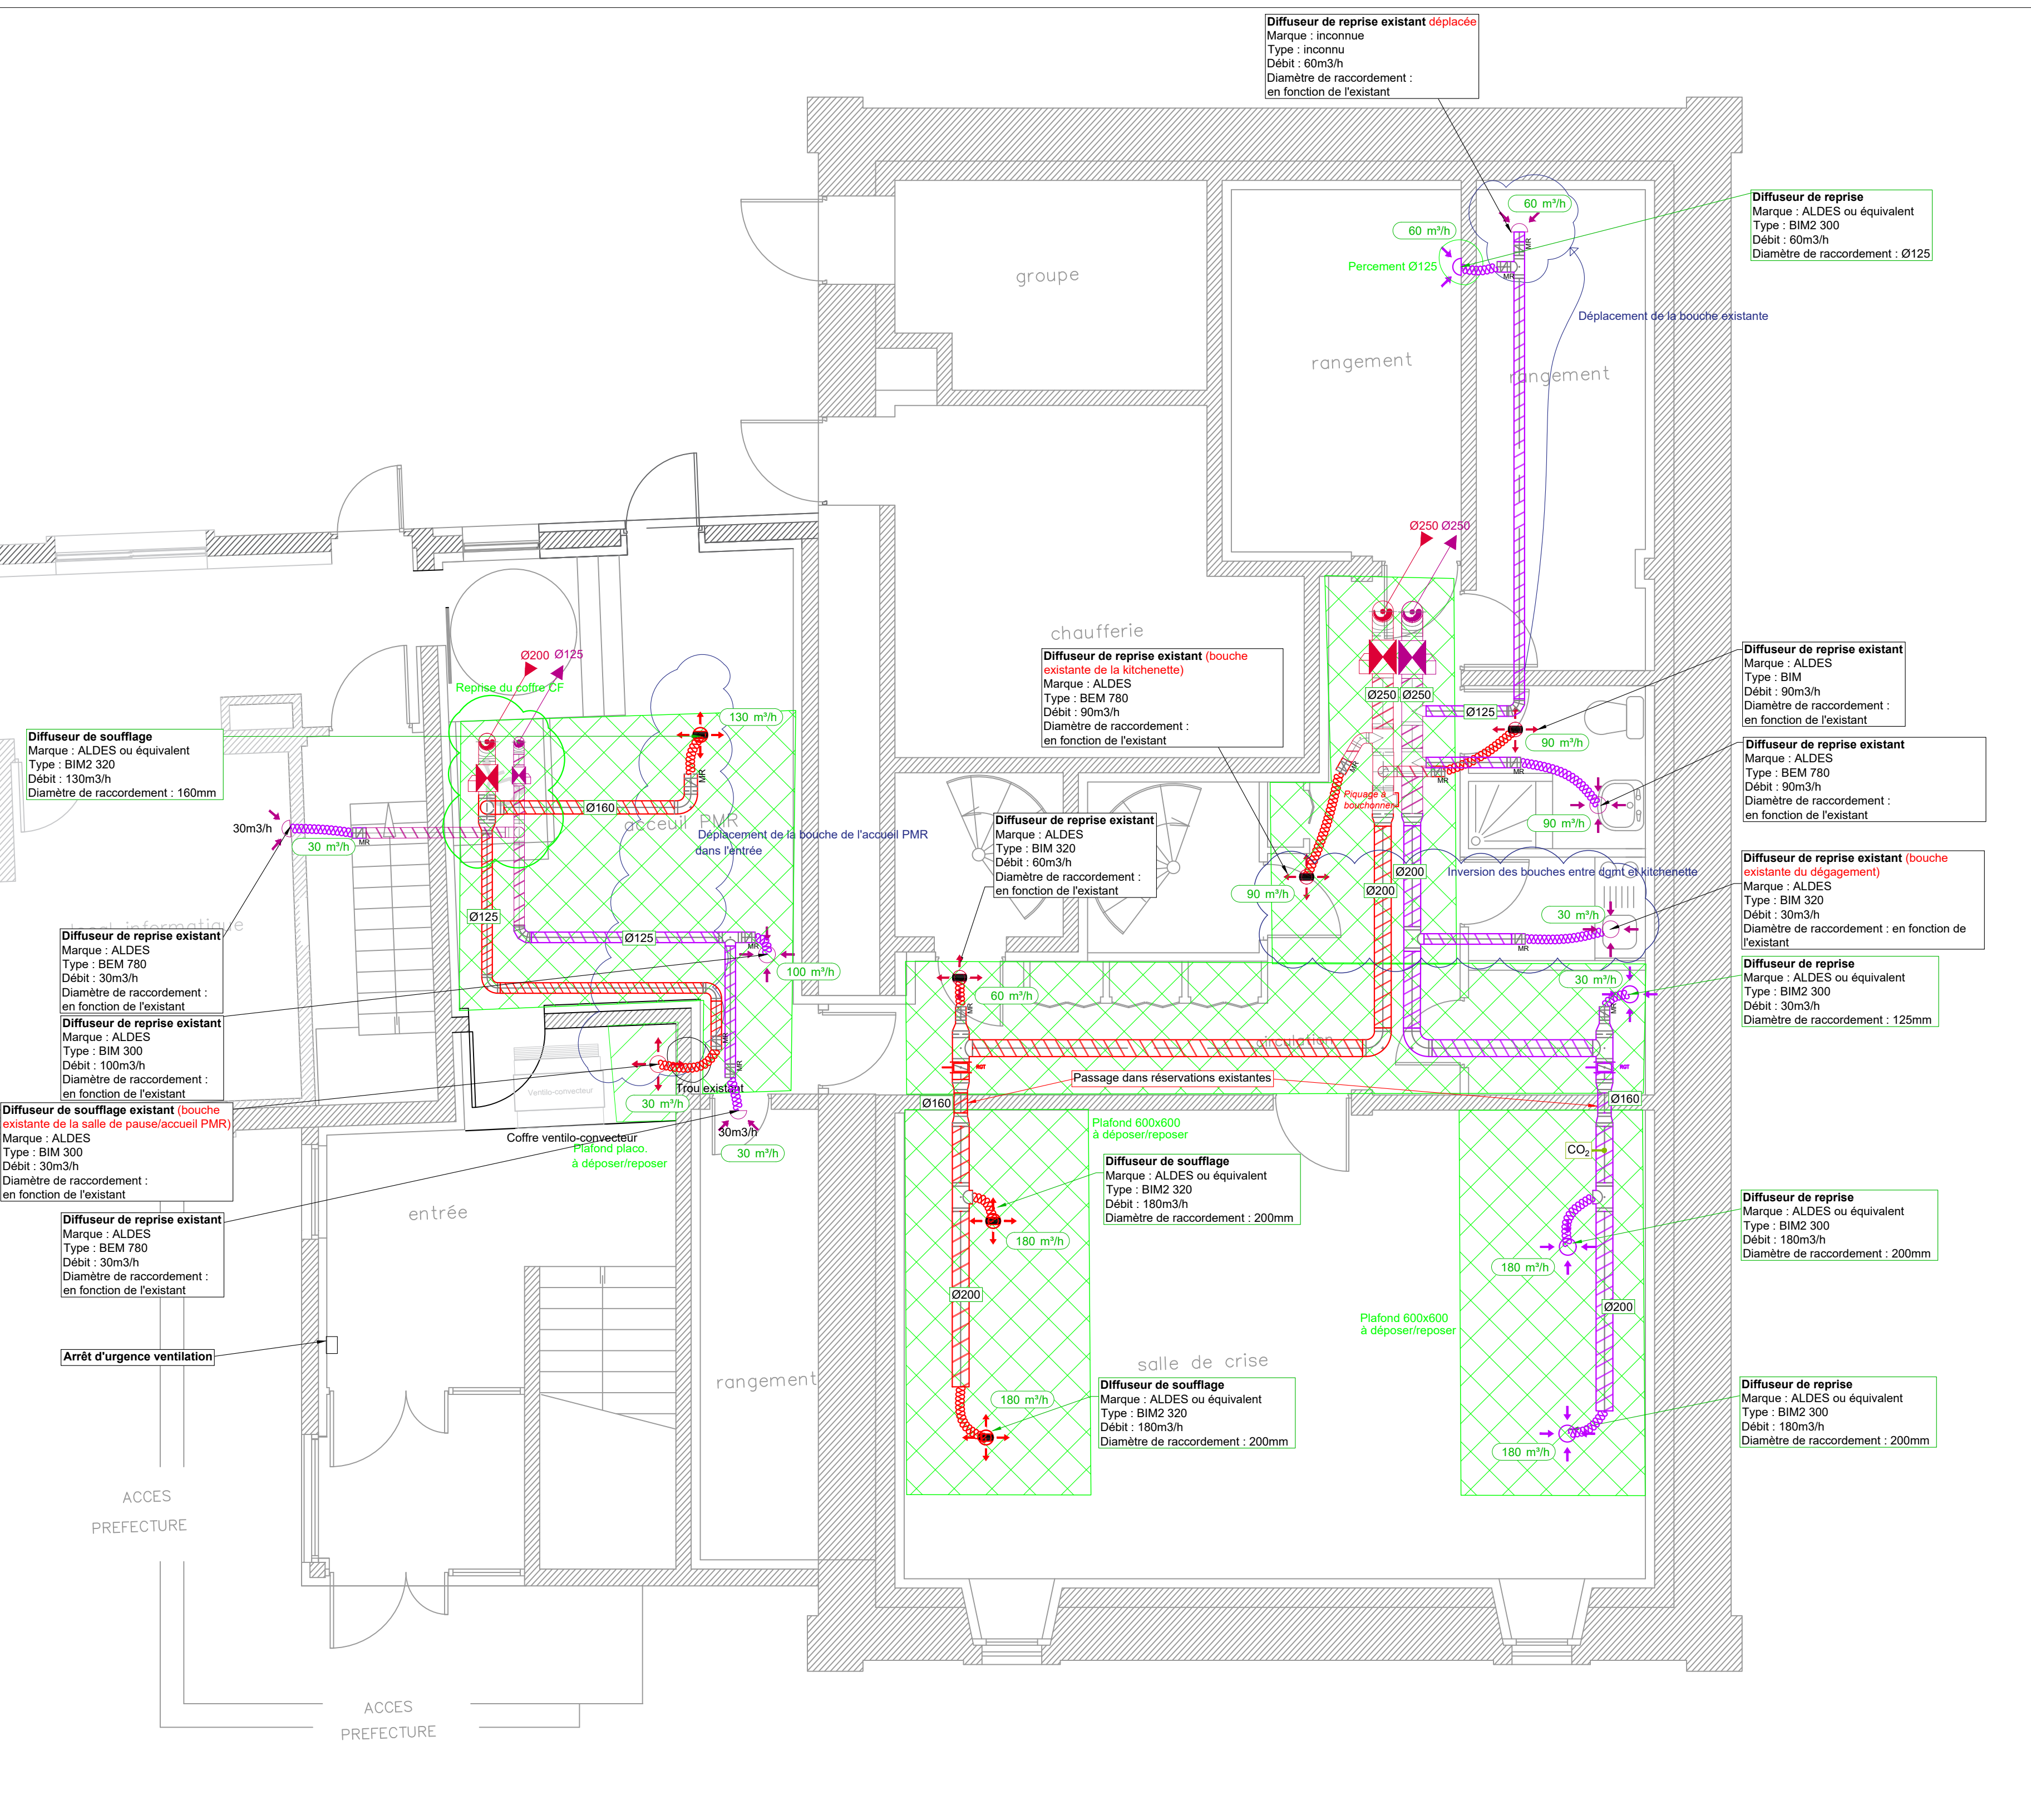 Diffuseur de reprise existant déplacée
Marque : inconnue
Type : inconnu
Débit : 60m3/h
Diamètre de raccordement :
en fonction de l'existant
60 m³/h
MR
60 m³/h
Percement Ø125
MR
Diffuseur de reprise
Marque : ALDES ou équivalent
Type : BIM2 300
Débit : 60m3/h
Diamètre de raccordement : Ø125
groupe
Déplacement de la bouche existante
rangement
rangement
Ø250 Ø250
chaufferie
Diffuseur de reprise existant (bouche
existante de la kitchenette)
Marque : ALDES
Type : BEM 780
Débit : 90m3/h
Diamètre de raccordement :
en fonction de l'existant
Ø250 Ø250
Ø125
90 m³/h
Diffuseur de reprise existant
Marque : ALDES
Type : BIM
Débit : 90m3/h
Diamètre de raccordement :
en fonction de l'existant
Diffuseur de reprise existant
Marque : ALDES
Type : BEM 780
Débit : 90m3/h
Diamètre de raccordement :
en fonction de l'existant
MR
MR
MR
Piquage à
bouchonner
90 m³/h
Ø200 Ø125
Reprise du coffre CF
130 m³/h
MR
Diffuseur de soufflage
Marque : ALDES ou équivalent
Type : BIM2 320
Débit : 130m3/h
Diamètre de raccordement : 160mm
Ø160
acceuil PMR
30m3/h
30 m³/h
MR
Déplacement de la bouche de l'accueil PMR
dans l'entrée
Diffuseur de reprise existant
Marque : ALDES
Type : BIM 320
Débit : 60m3/h
Diamètre de raccordement :
en fonction de l'existant
90 m³/h
Ø200
Ø200
Inversion des bouches entre dgmt et kitchenette
Diffuseur de reprise existant (bouche
existante du dégagement)
Marque : ALDES
Type : BIM 320
Débit : 30m3/h
Diamètre de raccordement : en fonction de
l'existant
30 m³/h
MR
local informatique
Ø125
Ø125
MR
100 m³/h
Diffuseur de reprise existant
Marque : ALDES
Type : BEM 780
Débit : 30m3/h
Diamètre de raccordement :
en fonction de l'existant
Diffuseur de reprise existant
Marque : ALDES
Type : BIM 300
Débit : 100m3/h
Diamètre de raccordement :
en fonction de l'existant
Diffuseur de soufflage existant (bouche
existante de la salle de pause/accueil PMR)
Marque : ALDES
Type : BIM 300
Débit : 30m3/h
Diamètre de raccordement :
en fonction de l'existant
Diffuseur de reprise existant
Marque : ALDES
Type : BEM 780
Débit : 30m3/h
Diamètre de raccordement :
en fonction de l'existant
Arrêt d'urgence ventilation
60 m³/h
MR
30 m³/h
MR
Diffuseur de reprise
Marque : ALDES ou équivalent
Type : BIM2 300
Débit : 30m3/h
Diamètre de raccordement : 125mm
circulation
RGT
RGT
Passage dans réservations existantes
Ø160
Ø160
MR
MR
Trou existant
Ventilo-convecteur
30 m³/h
30m3/h
30 m³/h
Coffre ventilo-convecteur
Plafond placo.
à déposer/reposer
Plafond 600x600
à déposer/reposer
CO2
Diffuseur de soufflage
Marque : ALDES ou équivalent
Type : BIM2 320
Débit : 180m3/h
Diamètre de raccordement : 200mm
180 m³/h
entrée
Diffuseur de reprise
Marque : ALDES ou équivalent
Type : BIM2 300
Débit : 180m3/h
Diamètre de raccordement : 200mm
180 m³/h
Ø200
Ø200
Plafond 600x600
à déposer/reposer
salle de crise
rangement
180 m³/h
DIffuseur de soufflage
Marque : ALDES ou équivalent
Type : BIM2 320
Débit : 180m3/h
Diamètre de raccordement : 200mm
180 m³/h
Diffuseur de reprise
Marque : ALDES ou équivalent
Type : BIM2 300
Débit : 180m3/h
Diamètre de raccordement : 200mm
ACCES
PREFECTURE
ACCES
PREFECTURE